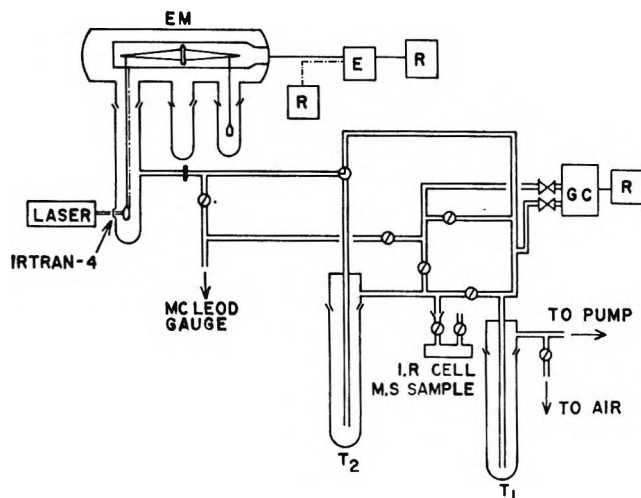 EM
E
R
R
LASER
IRTRAN-4
MC LEOD
GAUGE
GC
R
TO PUMP
I.R CELL
M.S SAMPLE
TO AIR
T2
T1